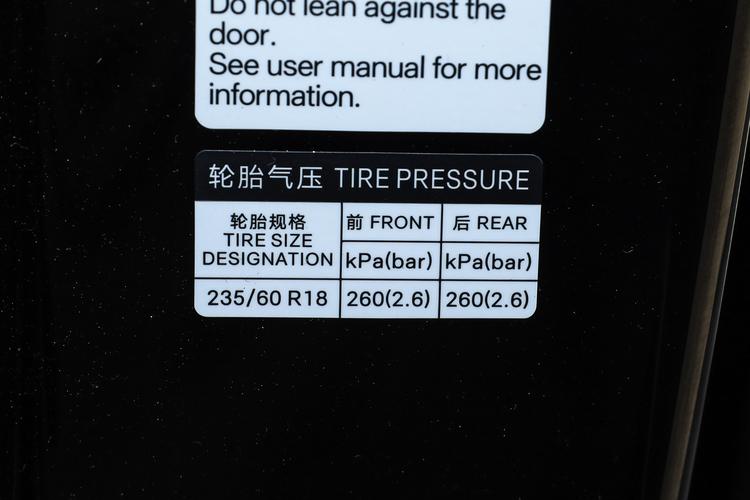 Do not lean against the
door.
See user manual for more
information.
轮胎气压 TIRE PRESSURE
轮胎规格
TIRE SIZE
DESIGNATION
前 FRONT
后 REAR
kPa(bar)
kPa(bar)
235/60 R18
260(2.6)
260(2.6)